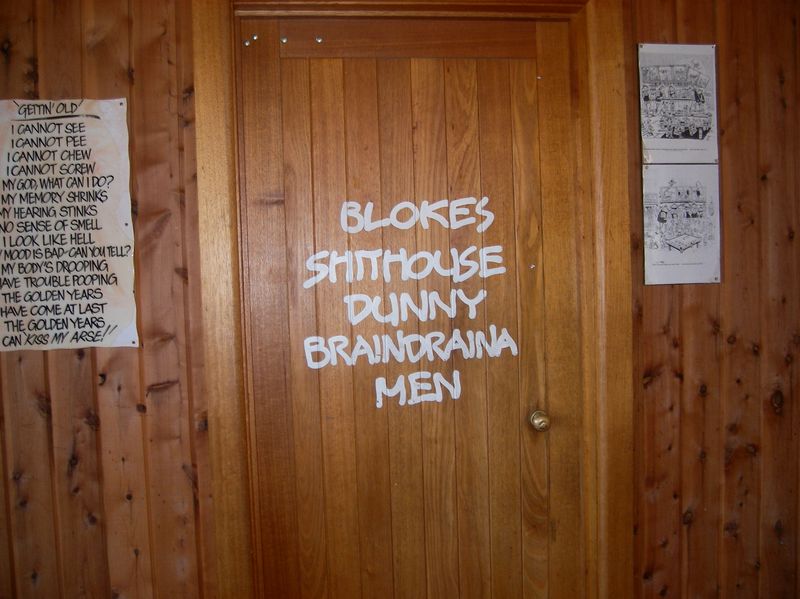 'GETTN' OLD'
I CANNOT SEE
I CANNOT PEE
I CANNOT CHEW
I CANNOT SCREW
MY GOD, WHAT CAN I DO?
MY MEMORY SHRINKS
MY HEARING STINKS
NO SENSE OF SMELL
I LOOK LIKE HELL
MOOD IS BAD-CAN YOU TELL?
MY BODY'S DROOPING
HAVE TROUBLE POOPING
THE GOLDEN YEARS
HAVE COME AT LAST
THE GOLDEN YEARS
CAN KISS MY ARSE!!
BLOKES
SHITHOUSE
DUNNY
BRAINDRAINA
MEN